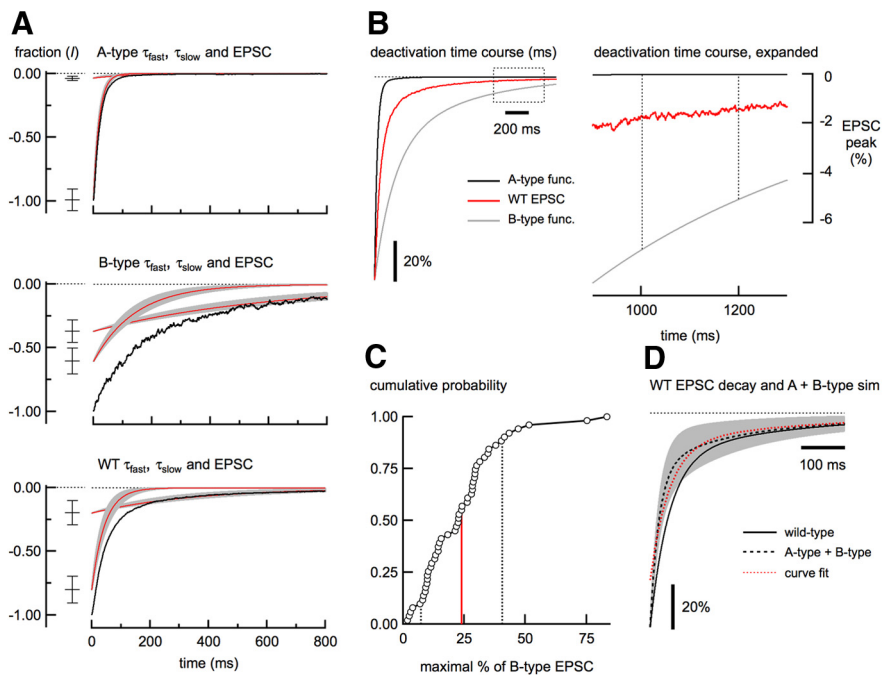 A
fraction (I)
A-type τfast, τslow and EPSC
0.00
-0.50
-1.00
B-type τfast, τslow and EPSC
0.00
-0.50
-1.00
WT τfast, τslow and EPSC
0.00
-0.50
-1.00
0 200 400 600 800
time (ms)
B
deactivation time course (ms)
200 ms
A-type func.
WT EPSC
B-type func.
20%
deactivation time course, expanded
0
-2
-4
-6
EPSC
peak
(%)
1000 1200
time (ms)
C
cumulative probability
1.00
0.75
0.50
0.25
0.00
0 25 50 75
maximal % of B-type EPSC
D
WT EPSC decay and A + B-type sim
100 ms
wild-type
A-type + B-type
curve fit
20%